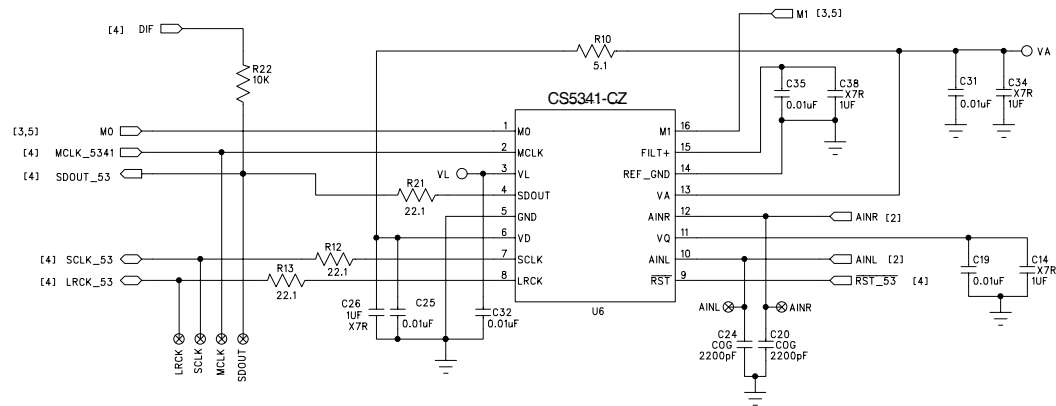 [4] DIF
M1 [3,5]
R10
5.1
VA
R22
10K
CS5341-CZ
C35
0.01uF
C38
X7R
1UF
C31
0.01uF
C34
X7R
1UF
[3,5] M0
1 M0
M1 16
[4] MCLK_5341
2 MCLK
FILT+ 15
[4] SDOUT_53
VL
3 VL
REF_GND 14
R21
22.1
4 SDOUT
VA 13
5 GND
AINR 12
AINR [2]
6 VD
VQ 11
[4] SCLK_53
R12
22.1
7 SCLK
AINL 10
AINL [2]
[4] LRCK_53
R13
22.1
8 LRCK
RST 9
RST_53 [4]
C19
0.01uF
C14
X7R
1UF
U6
C26
1UF
X7R
C25
0.01uF
C32
0.01uF
AINL
AINR
C24
COG
2200pF
C20
COG
2200pF
LRCK
SCLK
MCLK
SDOUT